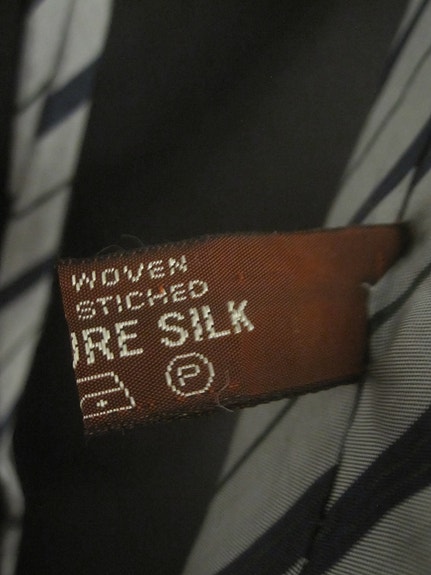 WOVEN
STICHED
URE SILK
P